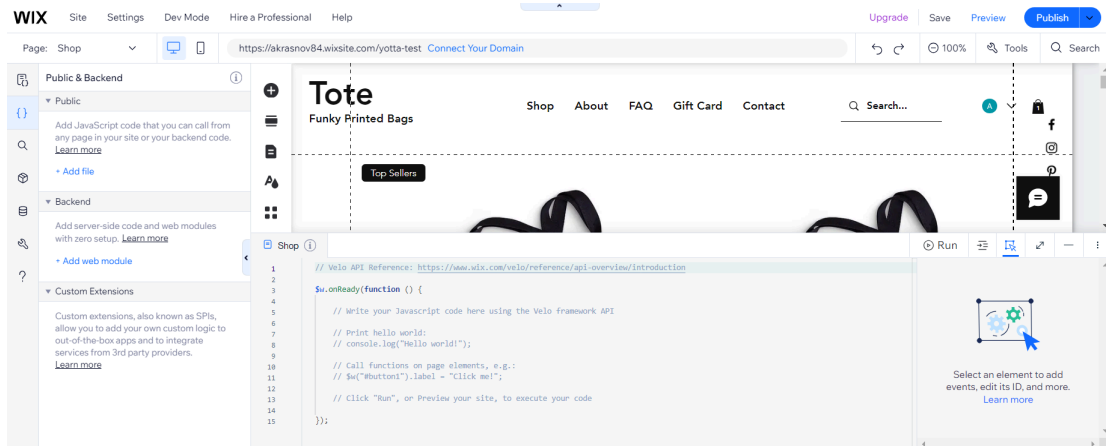 WIX Site Settings Dev Mode Hire a Professional Help Upgrade Save Preview Publish
Page: Shop https://akrasnov84.wixsite.com/yotta-test Connect Your Domain 100% Tools Search
Public & Backend
Public
Add JavaScript code that you can call from
any page in your site or your backend code.
Learn more
+ Add file
Backend
Add server-side code and web modules
with zero setup. Learn more
+ Add web module
Custom Extensions
Custom extensions, also known as SPIs,
allow you to add your own custom logic to
out-of-the-box apps and to integrate
services from 3rd party providers.
Learn more
Tote
Funky Printed Bags
Shop About FAQ Gift Card Contact Search... A 1
Top Sellers
Shop Run
1 // Velo API Reference: https://www.wix.com/velo/reference/api-overview/introduction
2
3 $w.onReady(function () {
4
5 // Write your Javascript code here using the Velo framework API
6
7 // Print hello world:
8 // console.log("Hello world!");
9
10 // Call functions on page elements, e.g.:
11 // $w("#button1").label = "Click me!";
12
13 // Click "Run", or Preview your site, to execute your code
14
15 });
Select an element to add
events, edit its ID, and more.
Learn more